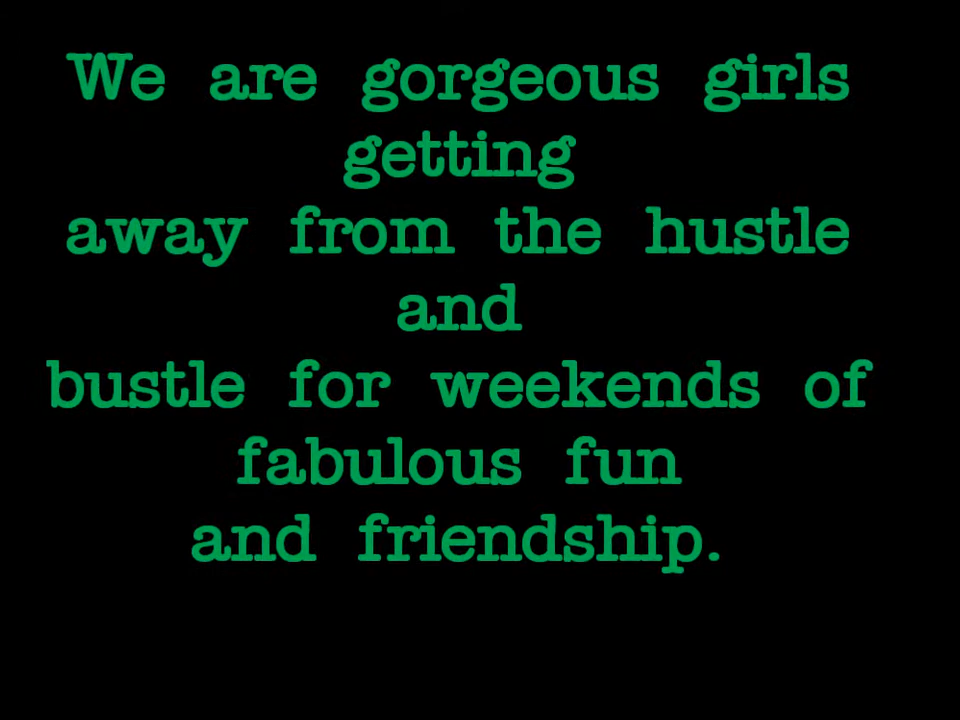 We are gorgeous girls
getting
away from the hustle
and
bustle for weekends of
fabulous fun
and friendship.